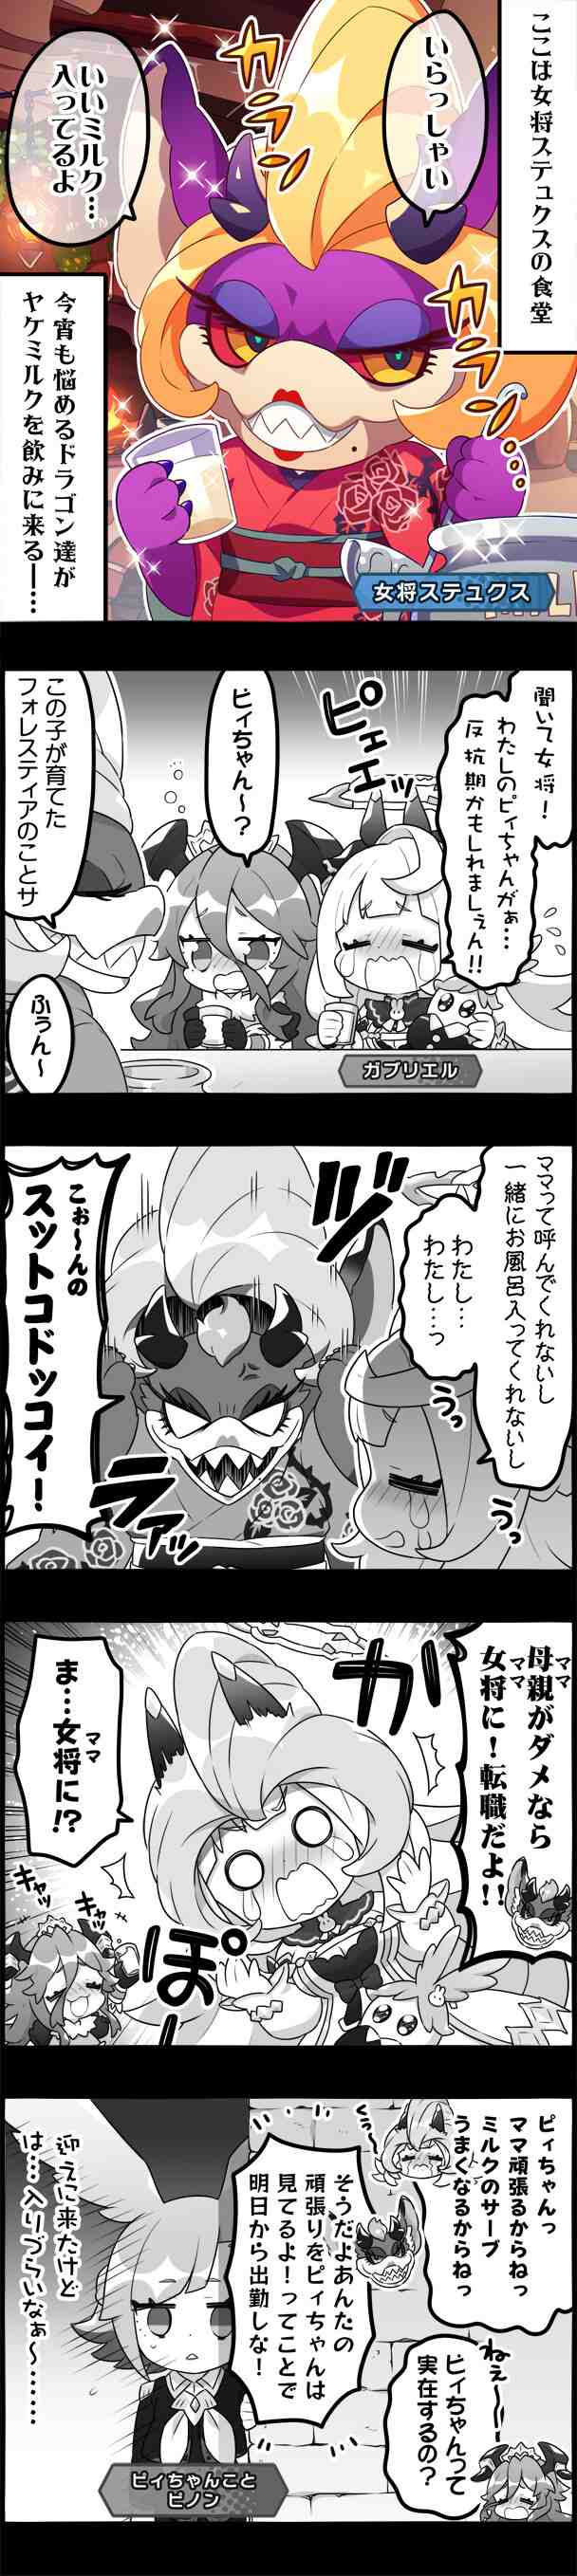 ここは女将ステュクスの食堂
いらっしゃい
カラン
カラン
いいミルク…
入ってるよ
今宵も悩めるドラゴン達が
ヤケミルクを飲みに来るー…
女将ステュクス
聞いて女将！
わたしのピィちゃんがぁ…
反抗期かもしれましぇん!!
ピェエッ
ピィちゃん～？
この子が育てた
フォレスティアのことサ
ふぅん～
ガブリエル
ママって呼んでくれないし
一緒にお風呂入ってくれないし
わたし…
わたし…っ
うっ
うっ
こぉ～んの
スットコドッコイ！
ラァッ
母親がダメなら
ママ
女将に！転職だよ!!
ママ
ガ
ぽー
ま…女将に!?
ママ
キャッ
キャッ
ピィちゃんっ
ママ頑張るからねっ
ミルクのサーブ
うまくなるからねっ
くぅ～
そうだよあんたの
頑張りをピィちゃんは
見てるよ！ってことで
明日から出勤しな！
ねぇ～
ピィちゃんって
実在するの？
迎えに来たけど
は…入りづらいなぁ～……
ピィちゃんこと
ピノン